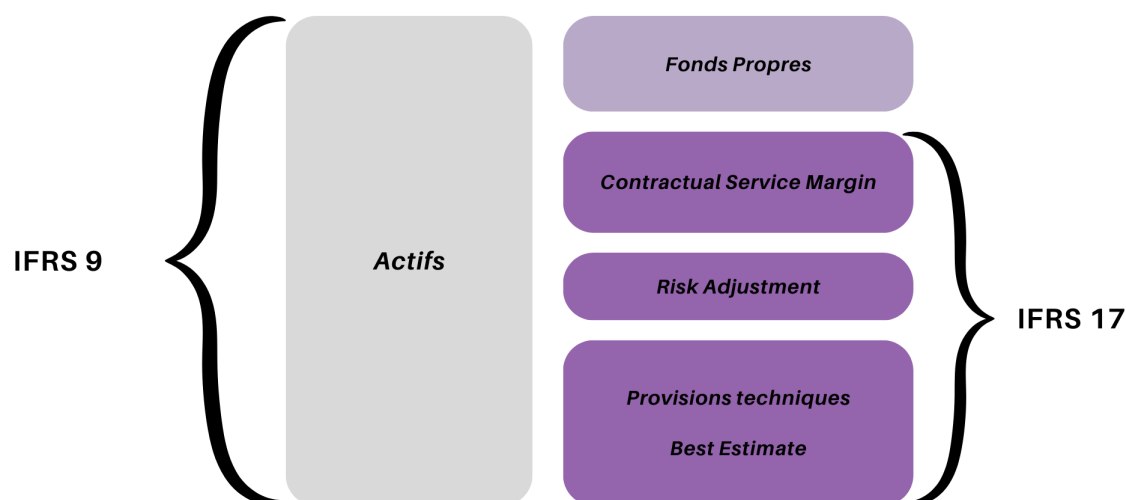 IFRS 9
Actifs
Fonds Propres
Contractual Service Margin
Risk Adjustment
Provisions techniques
Best Estimate
IFRS 17